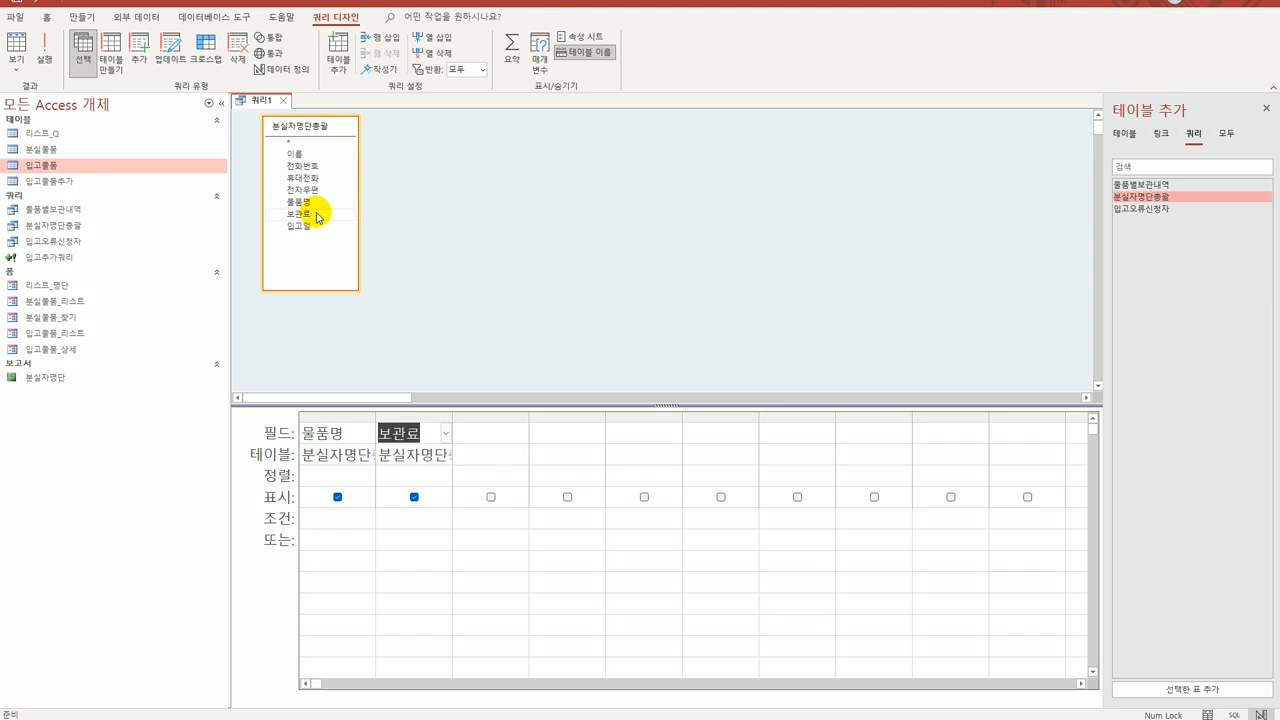 파일 홈 만들기 외부 데이터 데이터베이스 도구 도움말 쿼리 디자인 어떤 작업을 원하시나요?
보기 실행 선택 테이블 만들기 추가 업데이트 크로스탭 삭제 통합 통과 데이터 정의 테이블 추가 행 삽입 행 삭제 작성기 열 삽입 열 삭제 반환: 모두 요약 매개 변수 속성 시트 테이블 이름
결과 쿼리 유형 쿼리 설정 표시/숨기기
모든 Access 개체
테이블
리스트_Q
분실물품
입고물품
입고물품추가
쿼리
물품별보관내역
분실자명단총괄
입고오류신청자
입고추가쿼리
폼
리스트_명단
분실물품_리스트
분실물품_찾기
입고물품_리스트
입고물품_상세
보고서
분실자명단
쿼리1
분실자명단총괄
*
이름
전화번호
휴대전화
전자우편
물품명
보관료
입고일
필드: 물품명 보관료
테이블: 분실자명단총 분실자명단총
정렬:
표시:
조건:
또는:
테이블 추가
테이블 링크 쿼리 모두
검색
물품별보관내역
분실자명단총괄
입고오류신청자
선택한 표 추가
준비 Num Lock SQL